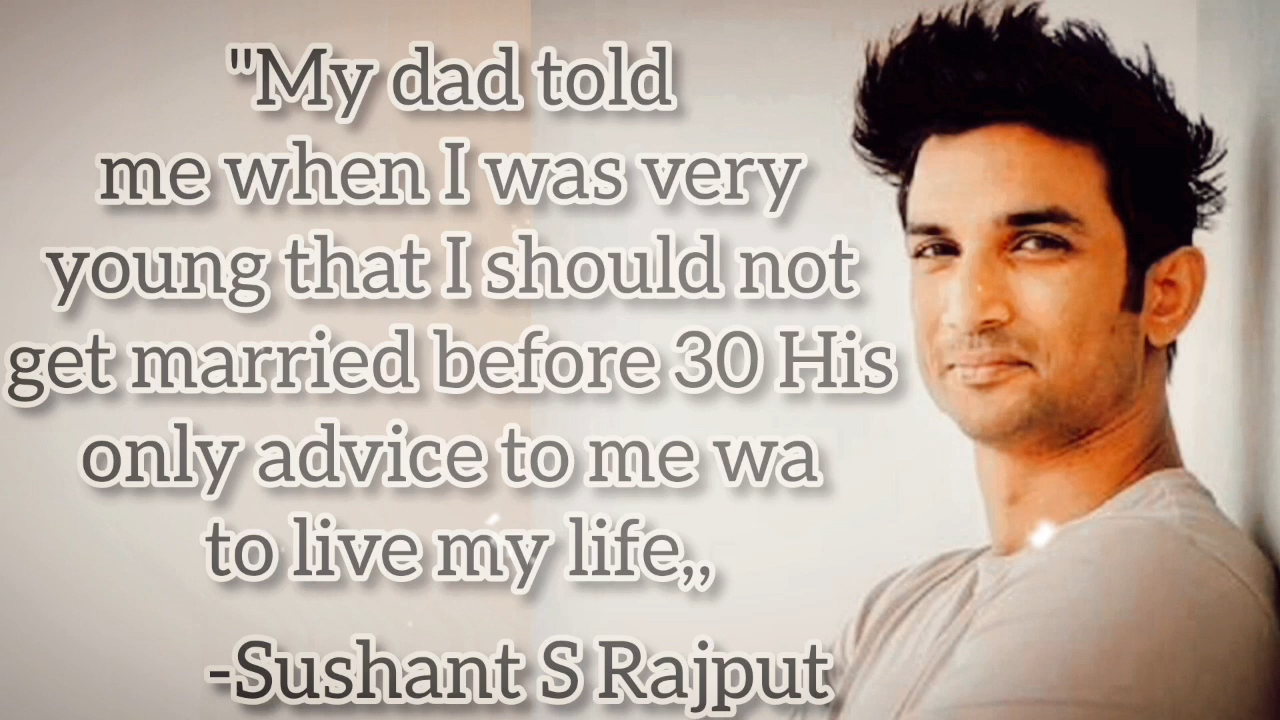 "My dad told
me when I was very
young that I should not
get married before 30 His
only advice to me wa
to live my life,,
-Sushant S Rajput